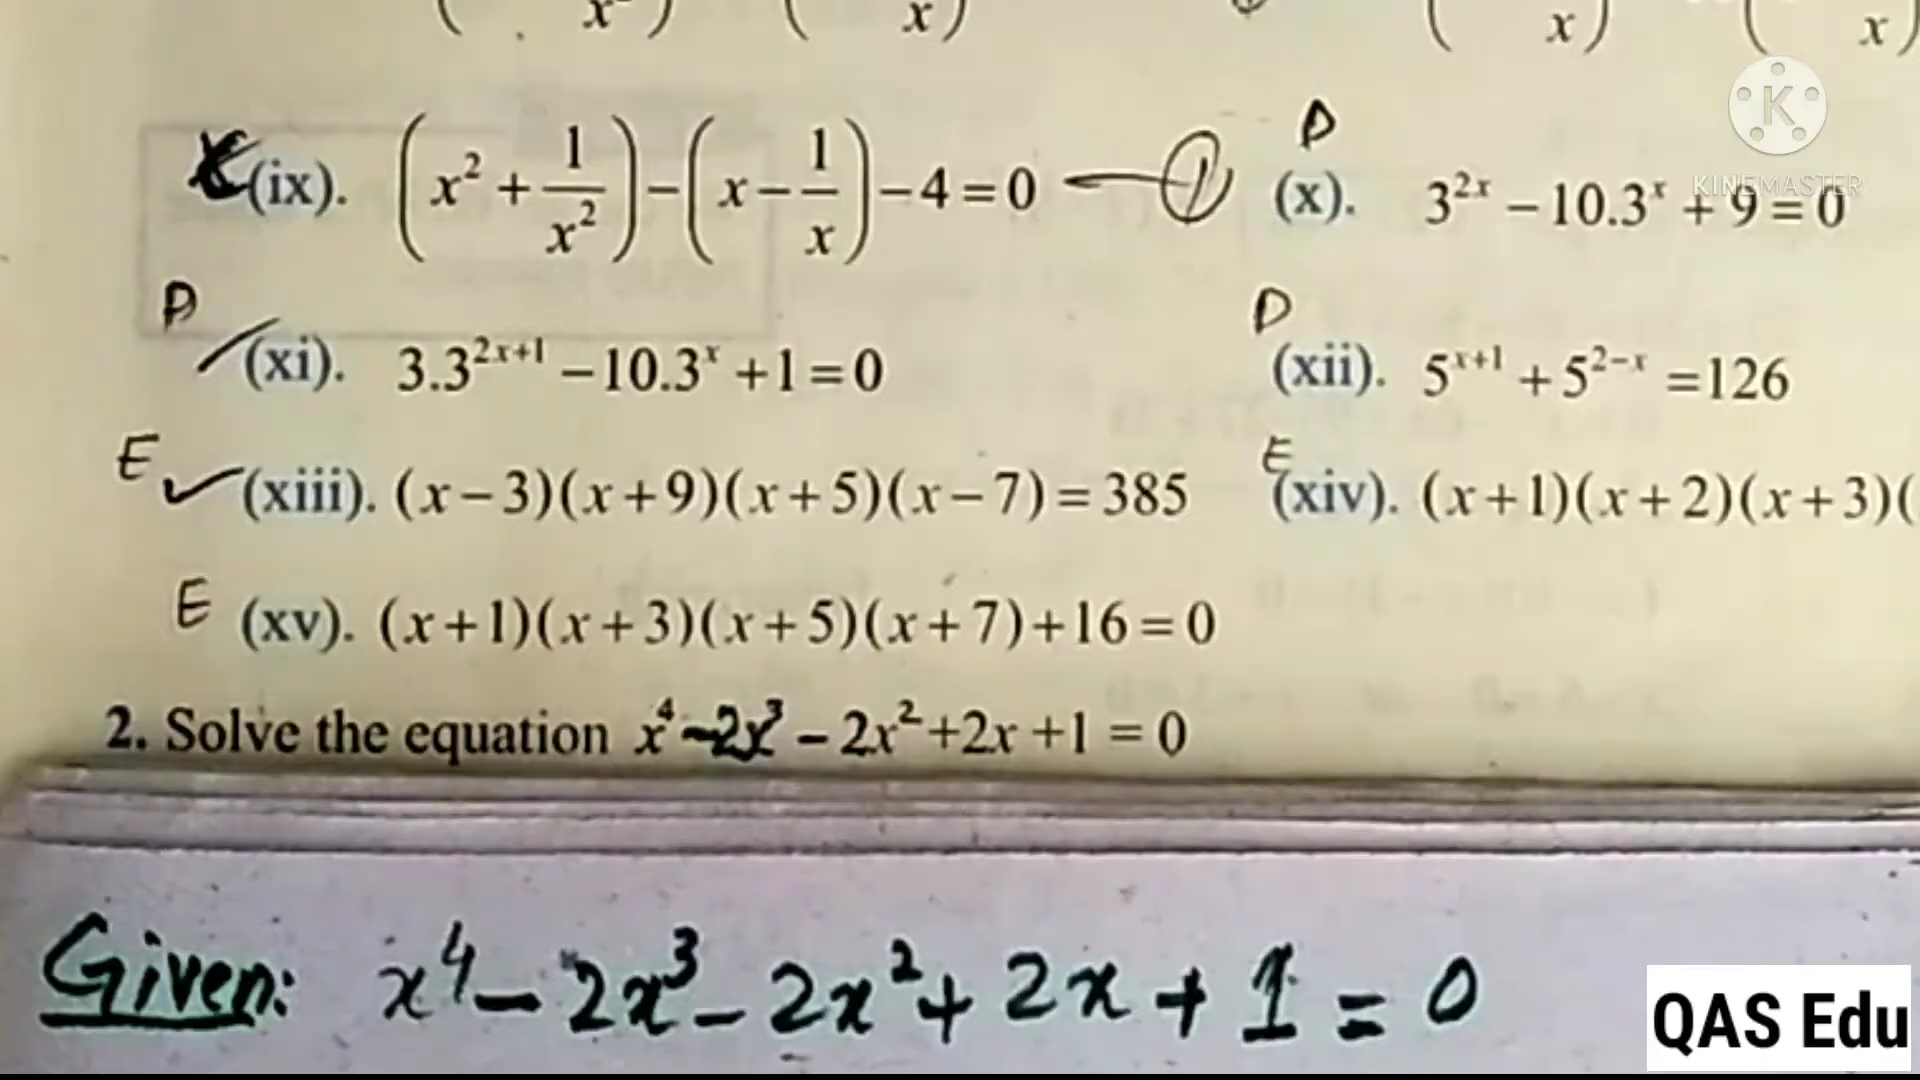 (   x²)   (   x)   (   x)   (   x)
(ix). (x² + 1/x²) − (x − 1/x) − 4 = 0 — ①
D
(x). 3^{2x} − 10.3^x + 9 = 0
KINEMASTER
D
(xi). 3.3^{2x+1} − 10.3^x + 1 = 0
D
(xii). 5^{x+1} + 5^{2−x} = 126
E ✓ (xiii). (x − 3)(x + 9)(x + 5)(x − 7) = 385
E
(xiv). (x + 1)(x + 2)(x + 3)(
E (xv). (x + 1)(x + 3)(x + 5)(x + 7) + 16 = 0
2. Solve the equation x⁴ − 2x³ − 2x² + 2x + 1 = 0
Given: x⁴ − 2x³ − 2x² + 2x + 1 = 0
QAS Edu